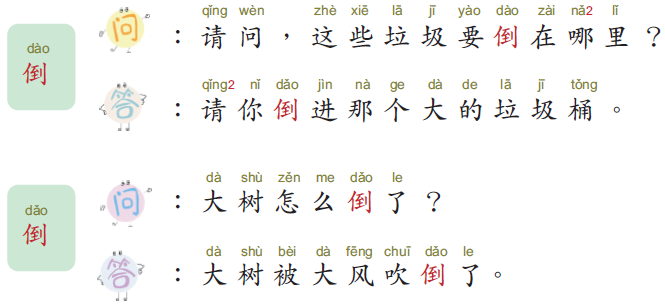 dào
倒
qǐng wèn zhè xiē lā jī yào dào zài nǎ2 lǐ
问：请问，这些垃圾要倒在哪里？
qǐng2 nǐ dǎo jìn nà ge dà de lā jī tǒng
答：请你倒进那个大的垃圾桶。
dǎo
倒
dà shù zěn me dǎo le
问：大树怎么倒了？
dà shù bèi dà fēng chuī dǎo le
答：大树被大风吹倒了。